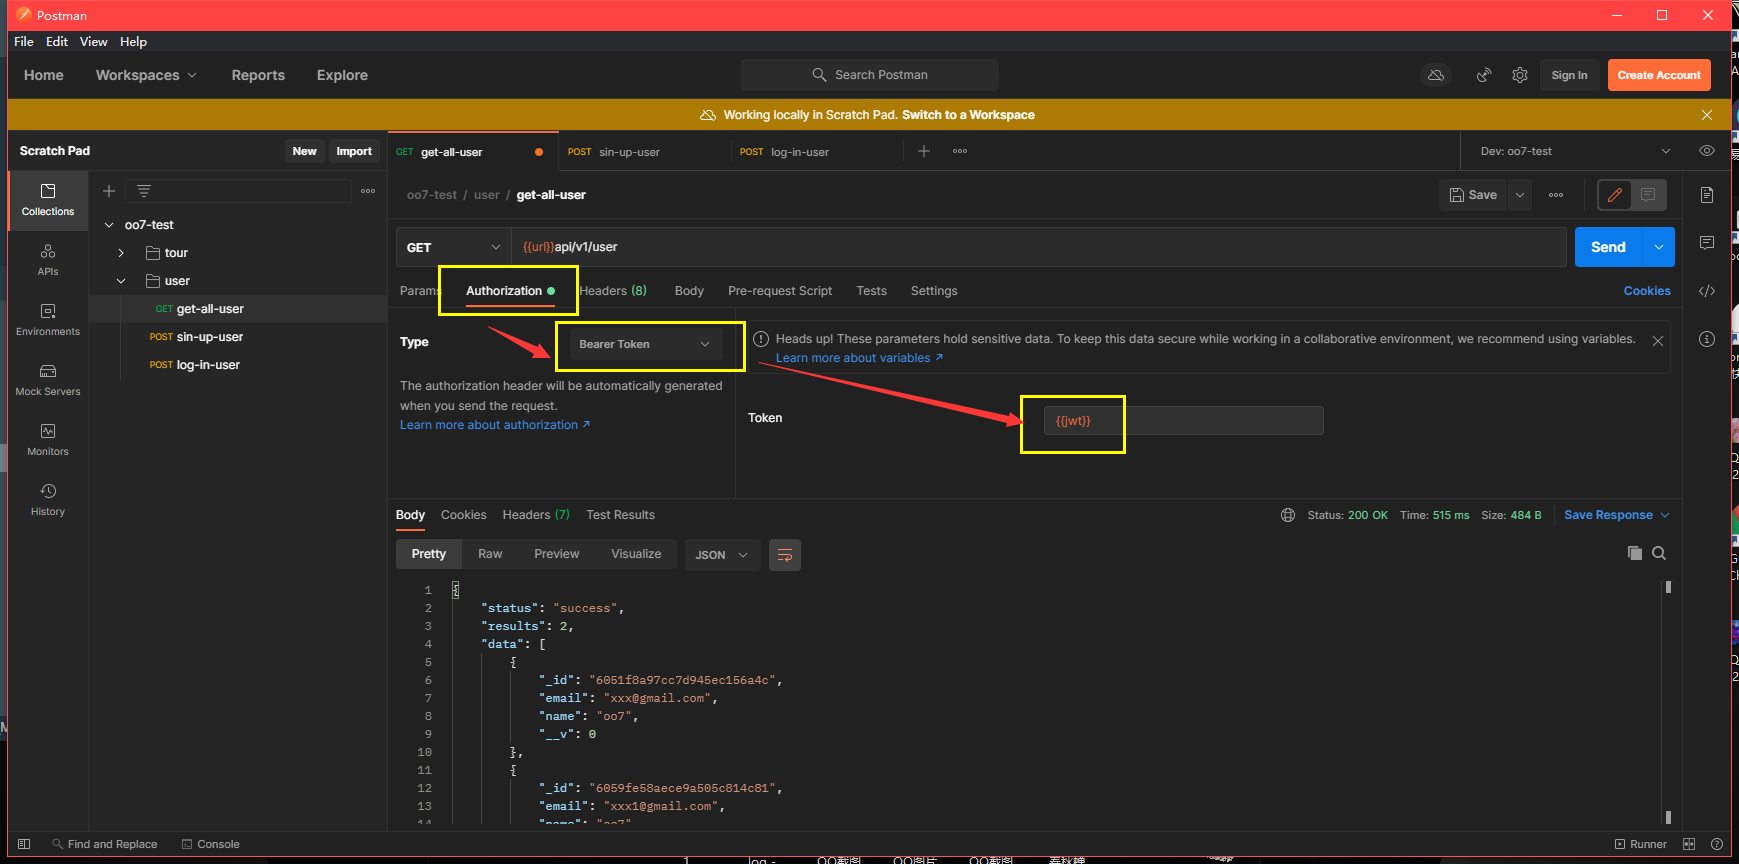 Postman
File Edit View Help
Home Workspaces Reports Explore Search Postman Sign In Create Account
Working locally in Scratch Pad. Switch to a Workspace
Scratch Pad New Import GET get-all-user POST sin-up-user POST log-in-user Dev: oo7-test
Collections
APIs
Environments
Mock Servers
Monitors
History
oo7-test
tour
user
GET get-all-user
POST sin-up-user
POST log-in-user
oo7-test / user / get-all-user Save
GET {{url}}api/v1/user Send
Params Authorization Headers (8) Body Pre-request Script Tests Settings Cookies
Type Bearer Token
The authorization header will be automatically generated
when you send the request.
Learn more about authorization ↗
Heads up! These parameters hold sensitive data. To keep this data secure while working in a collaborative environment, we recommend using variables.
Learn more about variables ↗
Token {{jwt}}
Body Cookies Headers (7) Test Results Status: 200 OK Time: 515 ms Size: 484 B Save Response
Pretty Raw Preview Visualize JSON
1 {
2 "status": "success",
3 "results": 2,
4 "data": [
5 {
6 "_id": "6051f8a97cc7d945ec156a4c",
7 "email": "xxx@gmail.com",
8 "name": "oo7",
9 "__v": 0
10 },
11 {
12 "_id": "6059fe58aece9a505c814c81",
13 "email": "xxx1@gmail.com",
14 "name": "oo7"
Find and Replace Console Runner